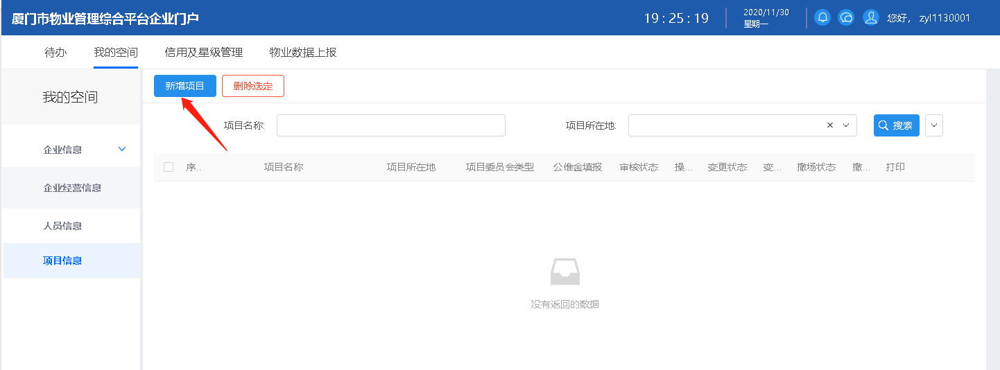 厦门市物业管理综合平台企业门户
19:25:19
2020/11/30
星期一
您好， zyl1130001
待办 我的空间 信用及星级管理 物业数据上报
我的空间
企业信息
企业经营信息
人员信息
项目信息
新增项目 删除选定
项目名称: 项目所在地: × 搜索
序.. 项目名称 项目所在地 项目委员会类型 公维金填报 审核状态 操... 变更状态 变... 撤场状态 撤... 打印
没有返回的数据